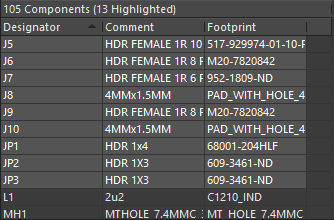 105 Components (13 Highlighted)
Designator Comment Footprint
J5 HDR FEMALE 1R 10 517-929974-01-10-F
J6 HDR FEMALE 1R 8 F M20-7820842
J7 HDR FEMALE 1R 6 F 952-1809-ND
J8 4MMx1.5MM PAD_WITH_HOLE_4
J9 HDR FEMALE 1R 8 F M20-7820842
J10 4MMx1.5MM PAD_WITH_HOLE_4
JP1 HDR 1x4 68001-204HLF
JP2 HDR 1X3 609-3461-ND
JP3 HDR 1X3 609-3461-ND
L1 2u2 C1210_IND
MH1 MTHOLE_7.4MMC_ MT_HOLE_7.4MMC